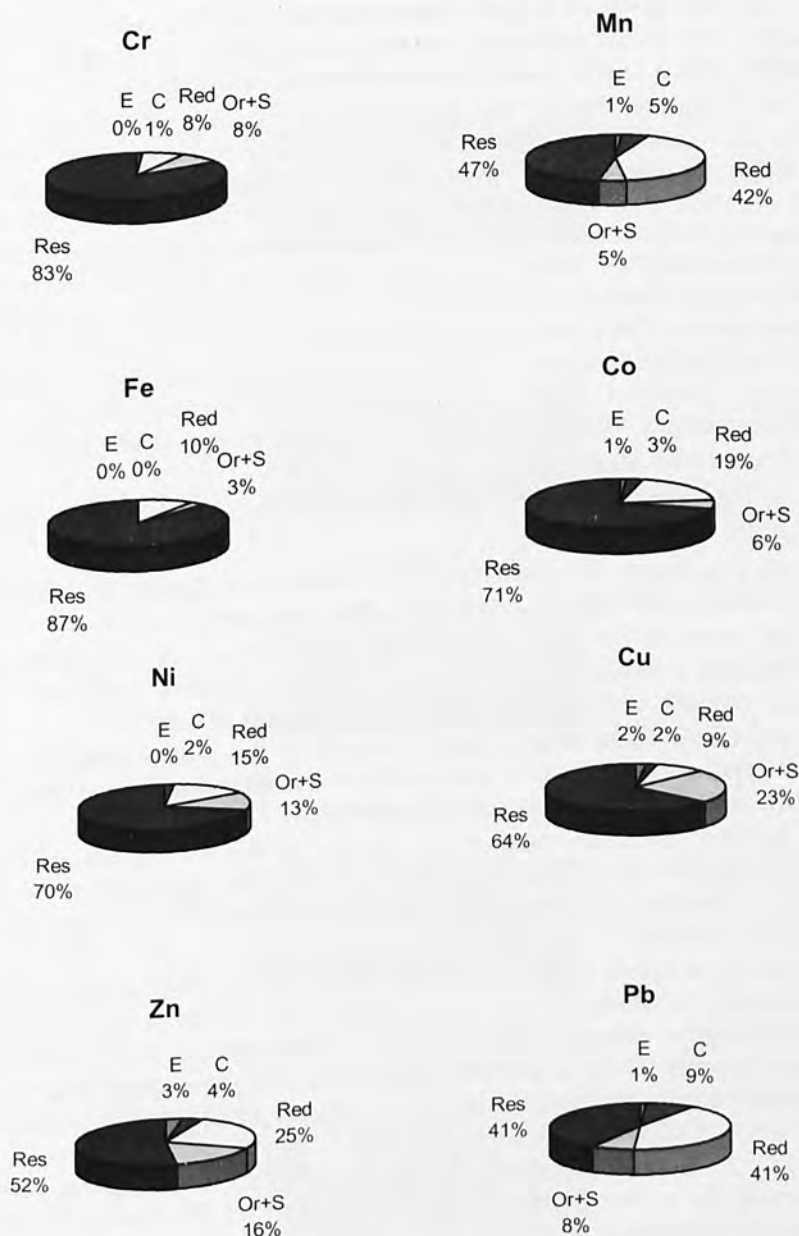 Cr
E C Red Or+S
0% 1% 8% 8%
Res
83%
Mn
E C
1% 5%
Res
47%
Red
42%
Or+S
5%
Fe
Red
10%
E C
0% 0%
Or+S
3%
Res
87%
Co
E C Red
1% 3% 19%
Or+S
6%
Res
71%
Ni
E C Red
0% 2% 15%
Or+S
13%
Res
70%
Cu
E C Red
2% 2% 9%
Or+S
23%
Res
64%
Zn
E C
3% 4%
Red
25%
Res
52%
Or+S
16%
Pb
E C
1% 9%
Res
41%
Red
41%
Or+S
8%